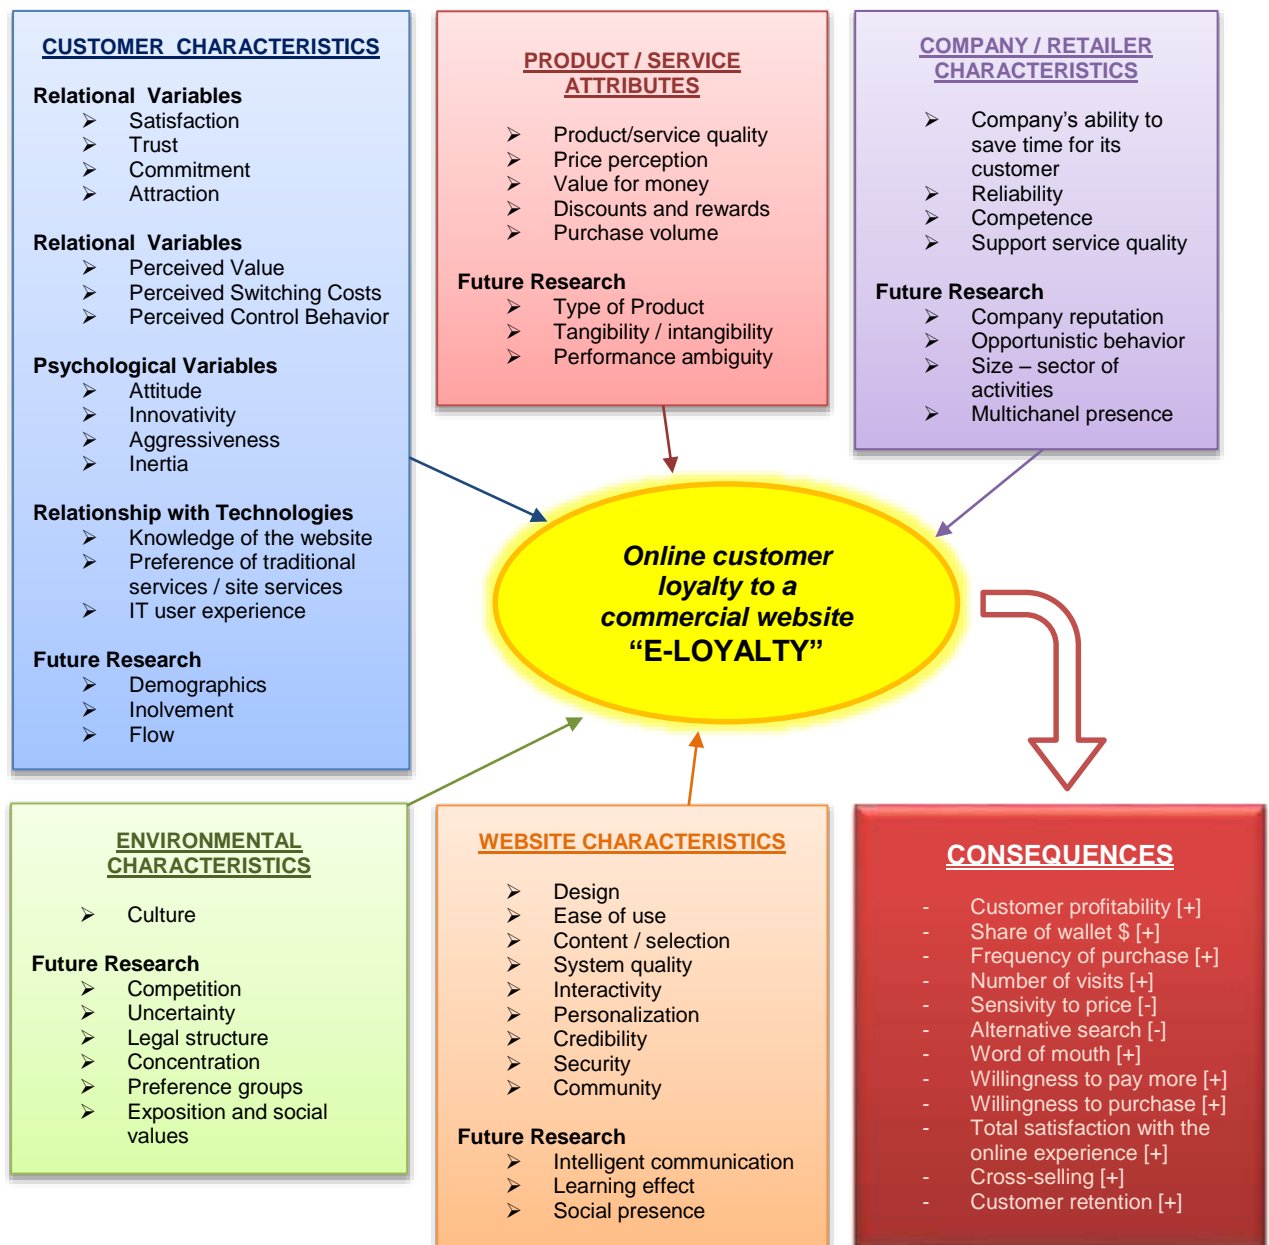 CUSTOMER CHARACTERISTICS
Relational Variables
➢ Satisfaction
➢ Trust
➢ Commitment
➢ Attraction
Relational Variables
➢ Perceived Value
➢ Perceived Switching Costs
➢ Perceived Control Behavior
Psychological Variables
➢ Attitude
➢ Innovativity
➢ Aggressiveness
➢ Inertia
Relationship with Technologies
➢ Knowledge of the website
➢ Preference of traditional
services / site services
➢ IT user experience
Future Research
➢ Demographics
➢ Inolvement
➢ Flow
PRODUCT / SERVICE
ATTRIBUTES
➢ Product/service quality
➢ Price perception
➢ Value for money
➢ Discounts and rewards
➢ Purchase volume
Future Research
➢ Type of Product
➢ Tangibility / intangibility
➢ Performance ambiguity
COMPANY / RETAILER
CHARACTERISTICS
➢ Company’s ability to
save time for its
customer
➢ Reliability
➢ Competence
➢ Support service quality
Future Research
➢ Company reputation
➢ Opportunistic behavior
➢ Size – sector of
activities
➢ Multichanel presence
Online customer
loyalty to a
commercial website
“E-LOYALTY”
ENVIRONMENTAL
CHARACTERISTICS
➢ Culture
Future Research
➢ Competition
➢ Uncertainty
➢ Legal structure
➢ Concentration
➢ Preference groups
➢ Exposition and social
values
WEBSITE CHARACTERISTICS
➢ Design
➢ Ease of use
➢ Content / selection
➢ System quality
➢ Interactivity
➢ Personalization
➢ Credibility
➢ Security
➢ Community
Future Research
➢ Intelligent communication
➢ Learning effect
➢ Social presence
CONSEQUENCES
- Customer profitability [+]
- Share of wallet $ [+]
- Frequency of purchase [+]
- Number of visits [+]
- Sensivity to price [-]
- Alternative search [-]
- Word of mouth [+]
- Willingness to pay more [+]
- Willingness to purchase [+]
- Total satisfaction with the
online experience [+]
- Cross-selling [+]
- Customer retention [+]